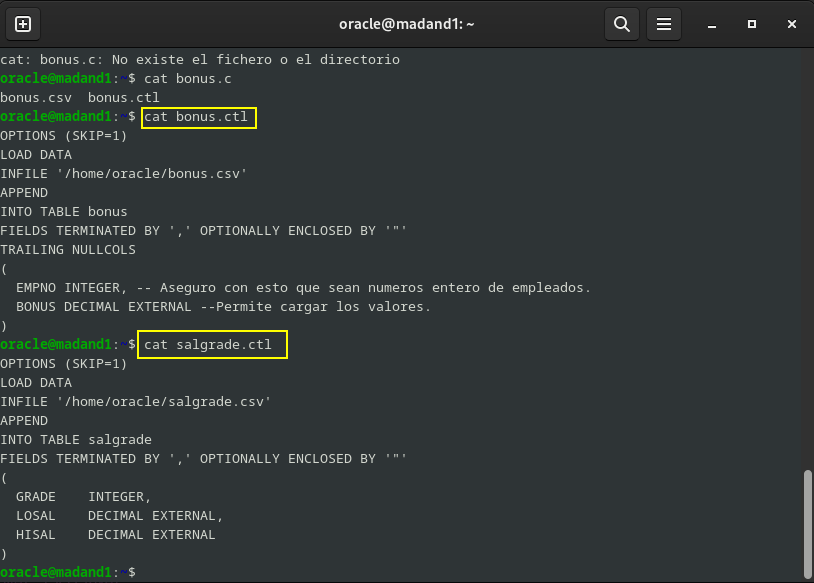 oracle@madand1: ~
cat: bonus.c: No existe el fichero o el directorio
oracle@madand1:~$ cat bonus.c
bonus.csv  bonus.ctl
oracle@madand1:~$ cat bonus.ctl
OPTIONS (SKIP=1)
LOAD DATA
INFILE '/home/oracle/bonus.csv'
APPEND
INTO TABLE bonus
FIELDS TERMINATED BY ',' OPTIONALLY ENCLOSED BY '"'
TRAILING NULLCOLS
(
  EMPNO INTEGER, -- Aseguro con esto que sean numeros entero de empleados.
  BONUS DECIMAL EXTERNAL --Permite cargar los valores.
)
oracle@madand1:~$ cat salgrade.ctl
OPTIONS (SKIP=1)
LOAD DATA
INFILE '/home/oracle/salgrade.csv'
APPEND
INTO TABLE salgrade
FIELDS TERMINATED BY ',' OPTIONALLY ENCLOSED BY '"'
(
  GRADE    INTEGER,
  LOSAL    DECIMAL EXTERNAL,
  HISAL    DECIMAL EXTERNAL
)
oracle@madand1:~$